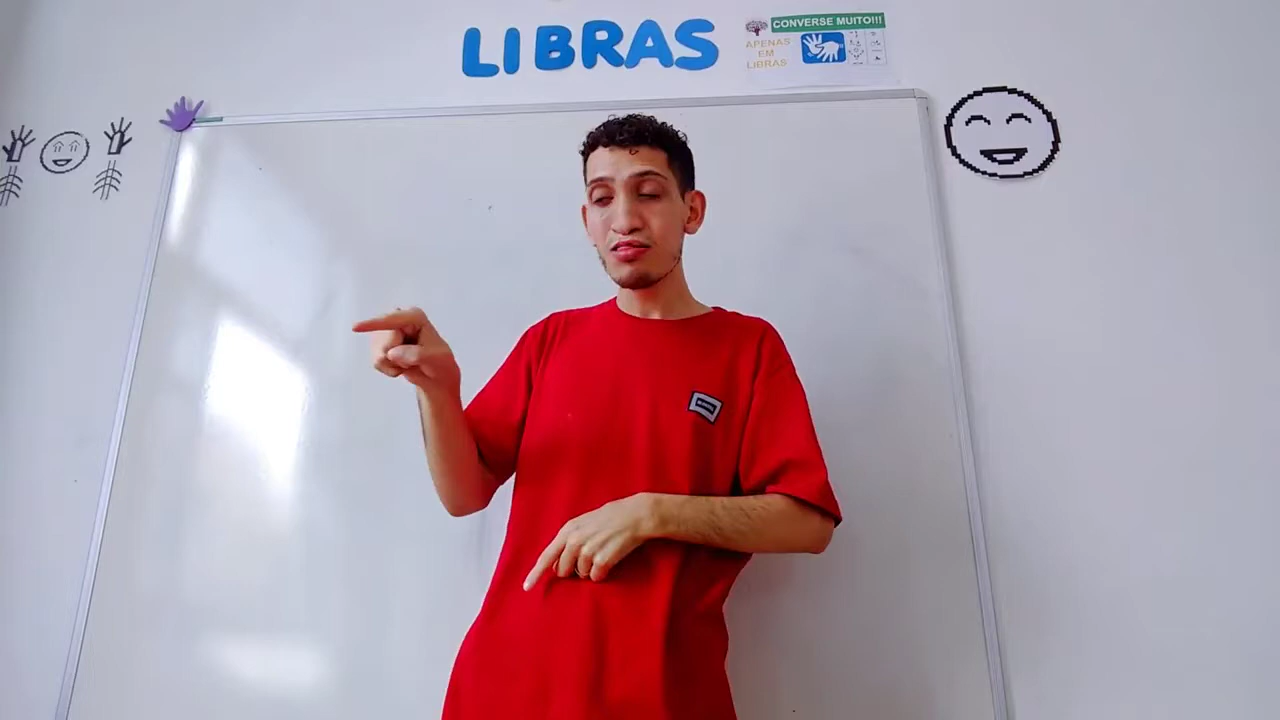 LIBRAS
CONVERSE MUITO!!!
APENAS
EM
LIBRAS